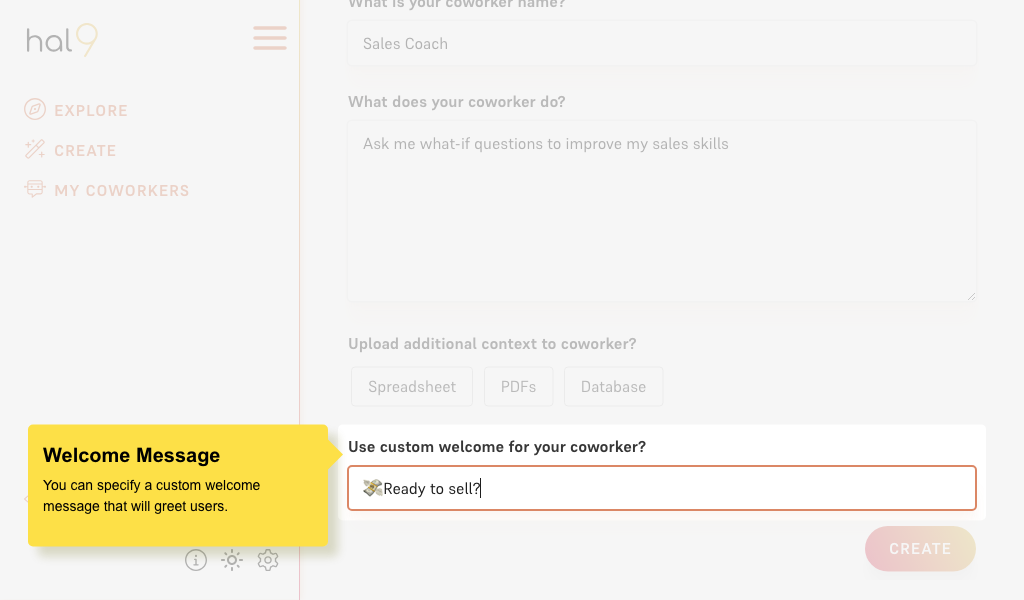 hal9
EXPLORE
CREATE
MY COWORKERS
What is your coworker name?
Sales Coach
What does your coworker do?
Ask me what-if questions to improve my sales skills
Upload additional context to coworker?
Spreadsheet
PDFs
Database
Use custom welcome for your coworker?
💸Ready to sell?
Welcome Message
You can specify a custom welcome
message that will greet users.
CREATE